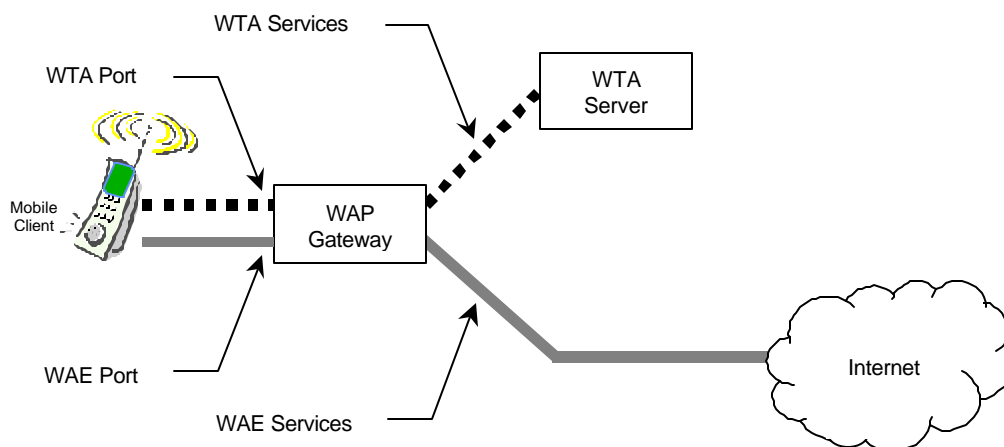 WTA Services
WTA Port
WTA
Server
Mobile
Client
WAP
Gateway
Internet
WAE Port
WAE Services